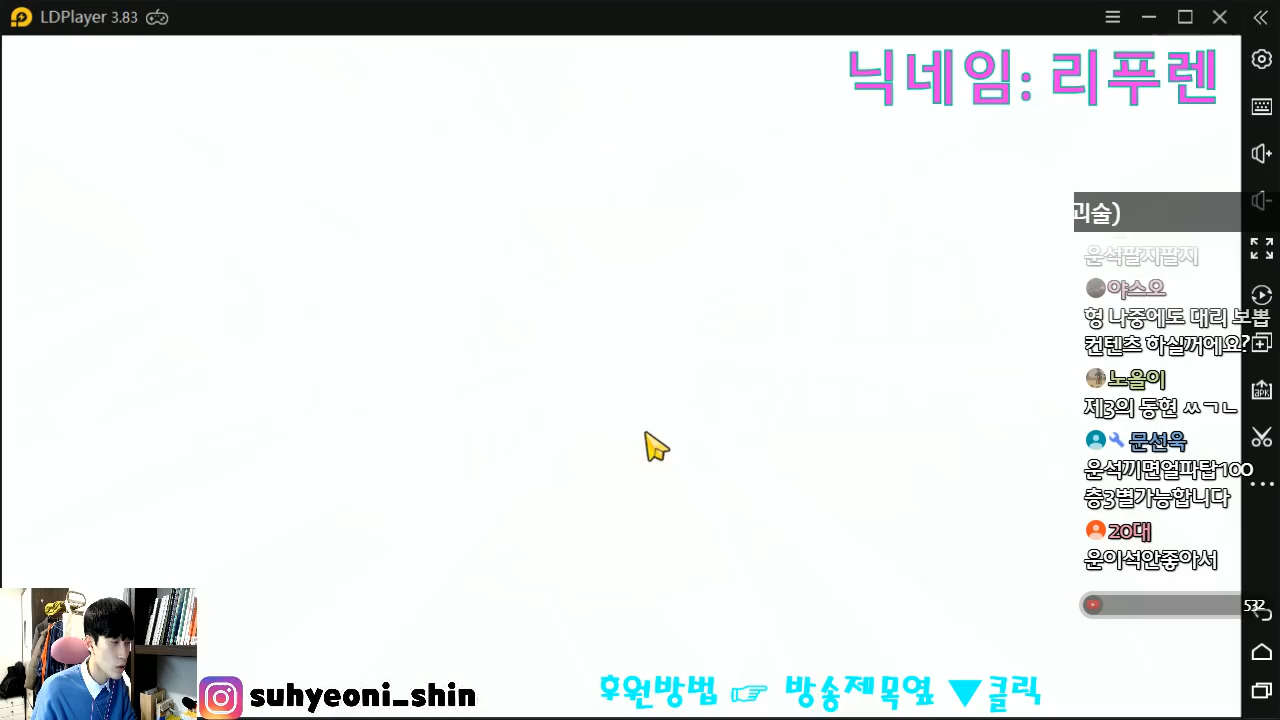 LDPlayer 3.83
닉네임: 리푸렌
괴술)
운석팔지팔지
야스오
형 나중에도 대리 보뽑
컨텐츠 하실꺼에요?
노을이
제3의 동현 ㅆㄱㄴ
문선욱
운석끼면얼파탑100
층3별가능합니다
20대
운이석안좋아서
532
suhyeoni_shin
후원방법 ☞ 방송제목옆 ▼클릭